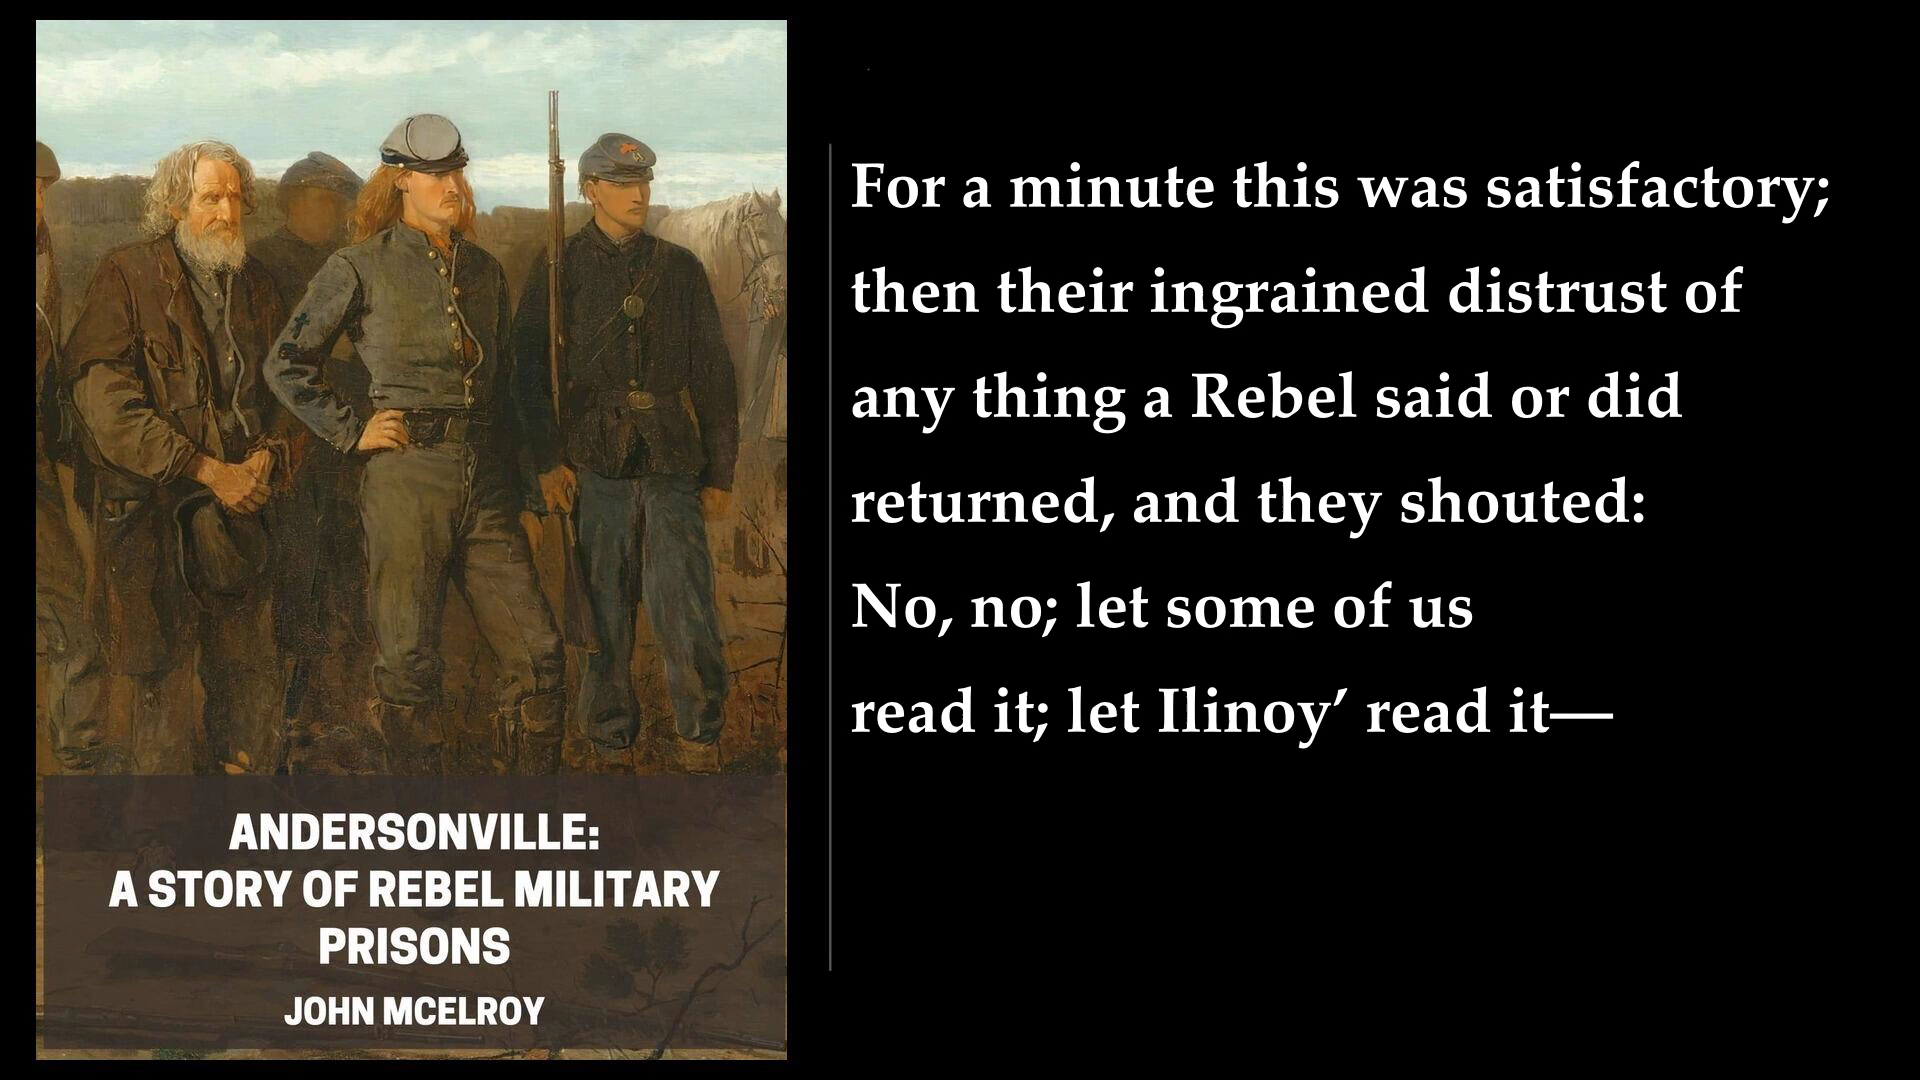 ANDERSONVILLE:
A STORY OF REBEL MILITARY
PRISONS
JOHN MCELROY
For a minute this was satisfactory;
then their ingrained distrust of
any thing a Rebel said or did
returned, and they shouted:
No, no; let some of us
read it; let Ilinoy’ read it—